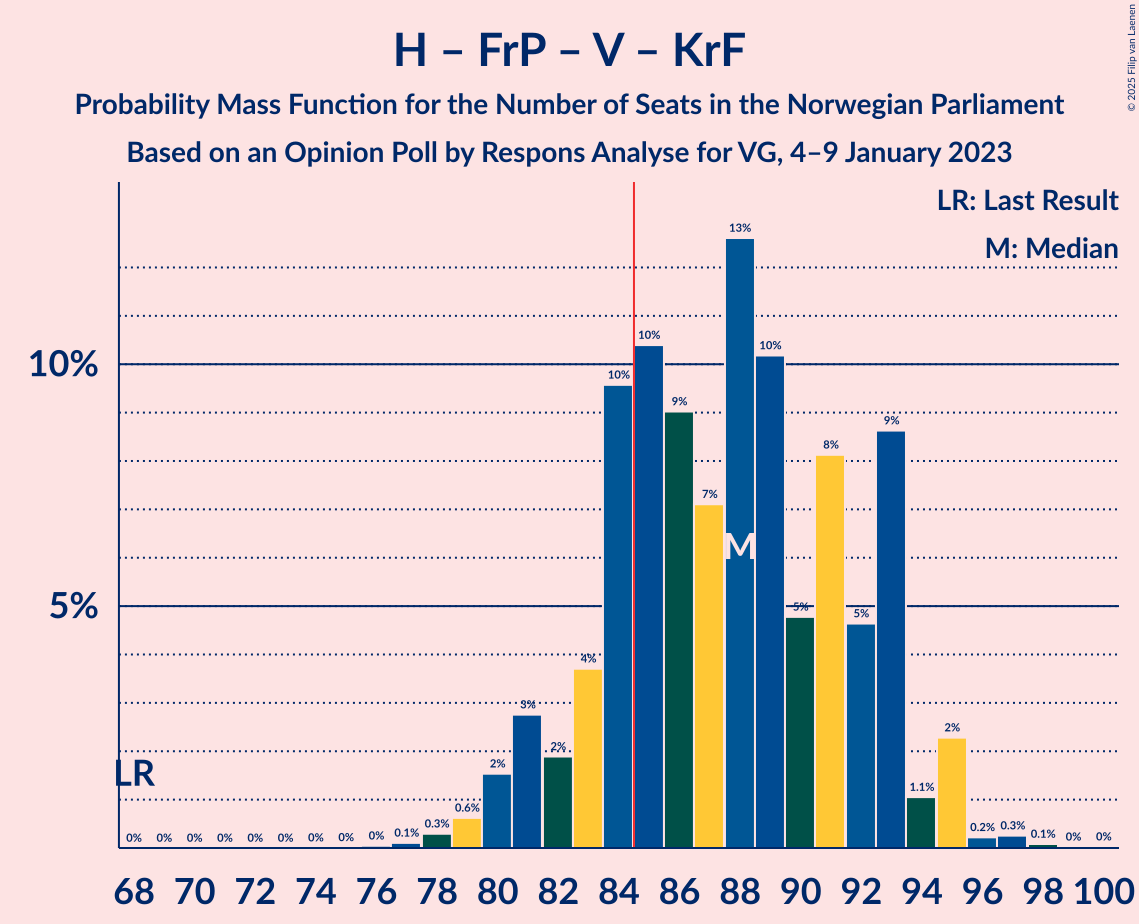 H – FrP – V – KrF
Probability Mass Function for the Number of Seats in the Norwegian Parliament
Based on an Opinion Poll by Respons Analyse for VG, 4–9 January 2023
© 2025 Filip van Laenen
LR: Last Result
M: Median
10%
5%
LR
M
0% 0% 0% 0% 0% 0% 0% 0% 0% 0.1% 0.3% 0.6% 2% 3% 2% 4% 10% 10% 9% 7% 13% 10% 5% 8% 5% 9% 1.1% 2% 0.2% 0.3% 0.1% 0% 0%
68 70 72 74 76 78 80 82 84 86 88 90 92 94 96 98 100